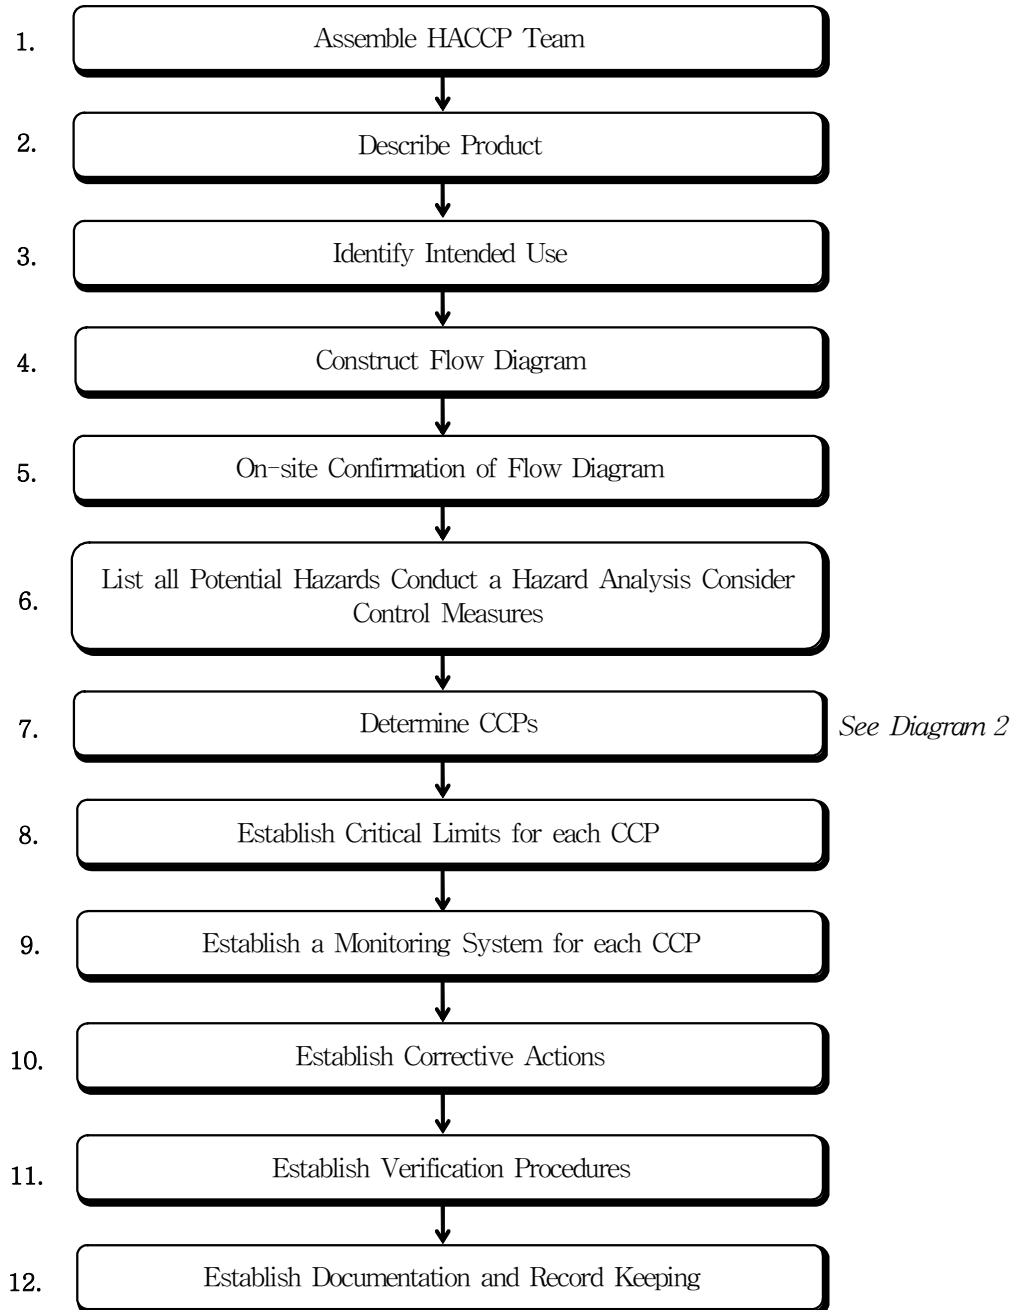 1. Assemble HACCP Team
2. Describe Product
3. Identify Intended Use
4. Construct Flow Diagram
5. On-site Confirmation of Flow Diagram
List all Potential Hazards Conduct a Hazard Analysis Consider
6. Control Measures
7. Determine CCPs See Diagram 2
8. Establish Critical Limits for each CCP
9. Establish a Monitoring System for each CCP
10. Establish Corrective Actions
11. Establish Verification Procedures
12. Establish Documentation and Record Keeping